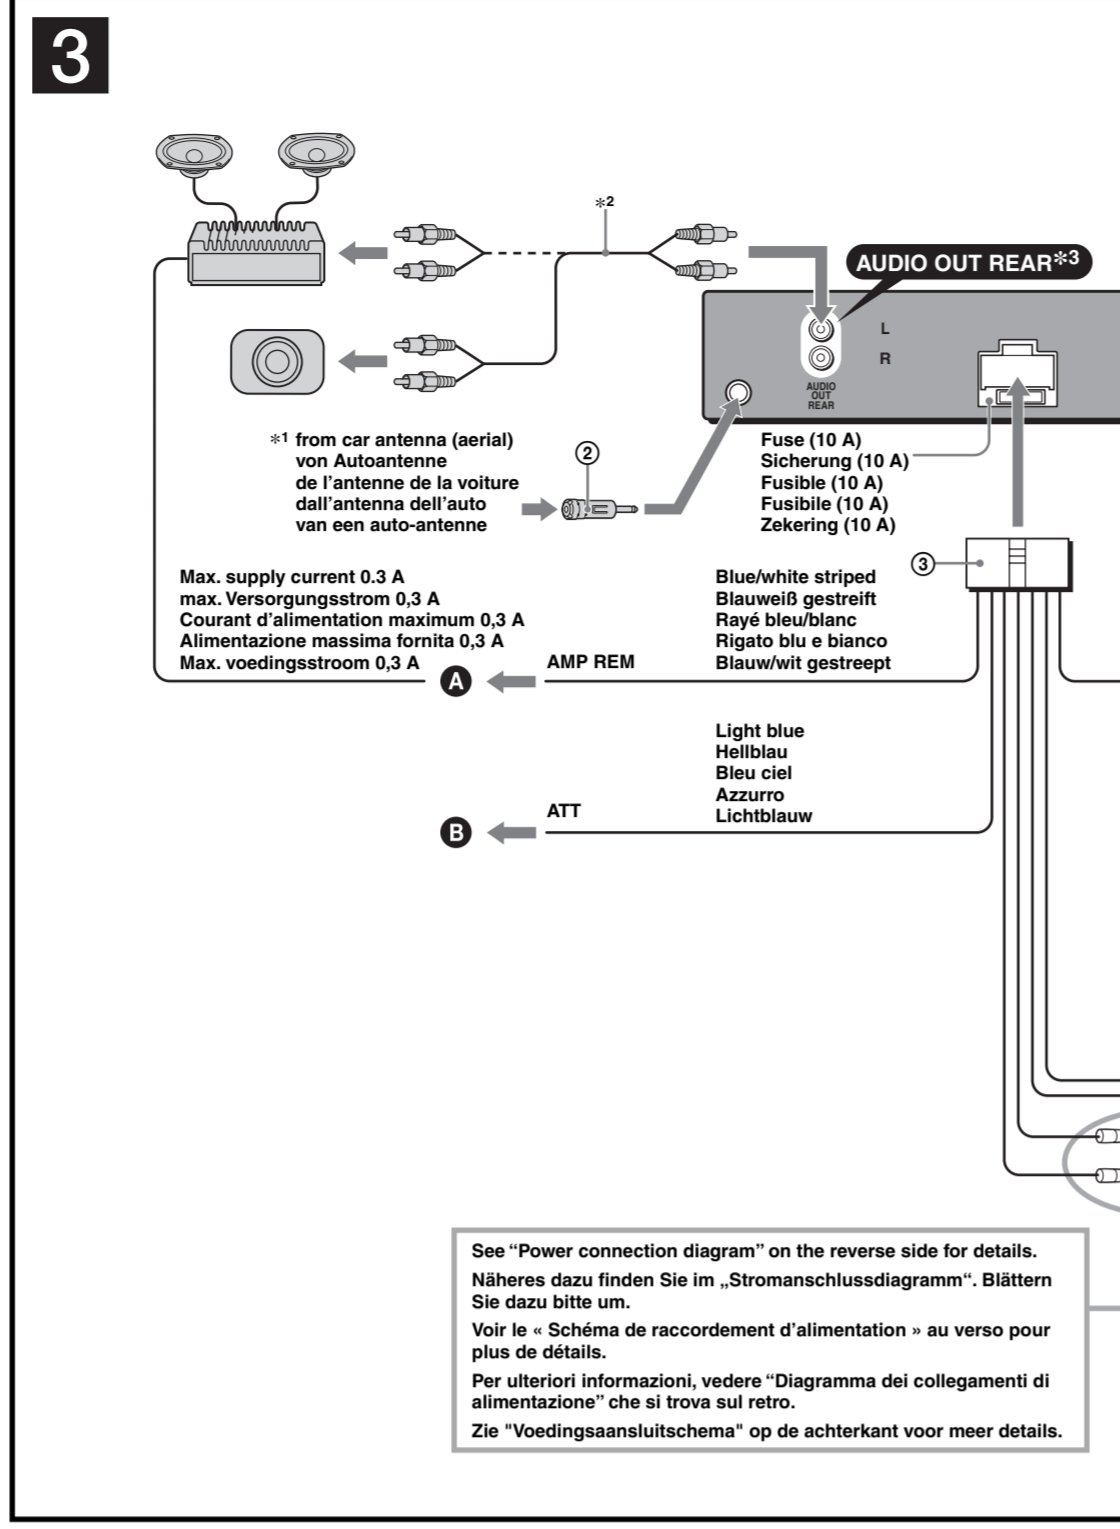 3
*2
AUDIO OUT REAR*3
L
R
AUDIO
OUT
REAR
*1 from car antenna (aerial)
von Autoantenne
de l'antenne de la voiture
dall'antenna dell'auto
van een auto-antenne
②
Fuse (10 A)
Sicherung (10 A)
Fusible (10 A)
Fusibile (10 A)
Zekering (10 A)
③
Max. supply current 0.3 A
max. Versorgungsstrom 0,3 A
Courant d'alimentation maximum 0,3 A
Alimentazione massima fornita 0,3 A
Max. voedingsstroom 0,3 A
A
AMP REM
Blue/white striped
Blauweiß gestreift
Rayé bleu/blanc
Rigato blu e bianco
Blauw/wit gestreept
Light blue
Hellblau
Bleu ciel
Azzurro
Lichtblauw
B
ATT
See “Power connection diagram” on the reverse side for details.
Näheres dazu finden Sie im „Stromanschlussdiagramm“. Blättern
Sie dazu bitte um.
Voir le « Schéma de raccordement d’alimentation » au verso pour
plus de détails.
Per ulteriori informazioni, vedere “Diagramma dei collegamenti di
alimentazione” che si trova sul retro.
Zie "Voedingsaansluitschema" op de achterkant voor meer details.